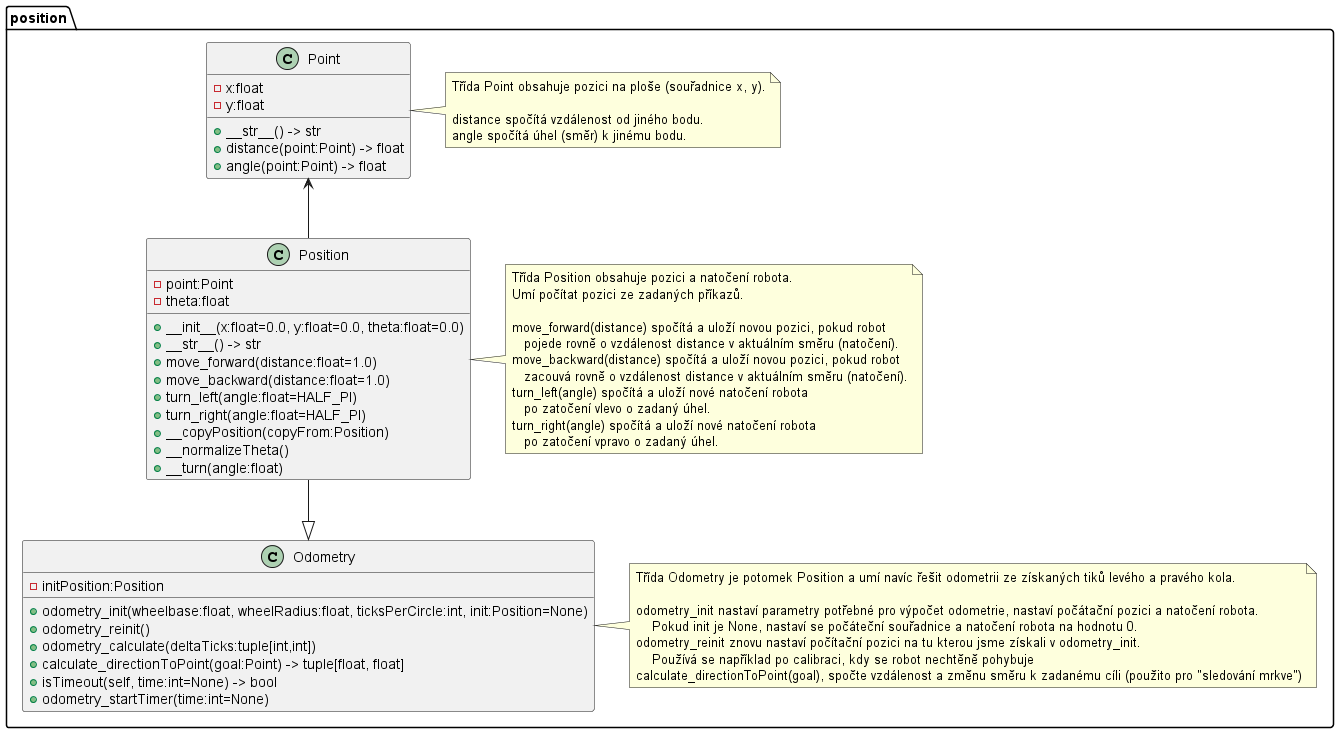 position
C Point
x:float
y:float
__str__() -> str
distance(point:Point) -> float
angle(point:Point) -> float
Třída Point obsahuje pozici na ploše (souřadnice x, y).
distance spočítá vzdálenost od jiného bodu.
angle spočítá úhel (směr) k jinému bodu.
C Position
point:Point
theta:float
__init__(x:float=0.0, y:float=0.0, theta:float=0.0)
__str__() -> str
move_forward(distance:float=1.0)
move_backward(distance:float=1.0)
turn_left(angle:float=HALF_PI)
turn_right(angle:float=HALF_PI)
__copyPosition(copyFrom:Position)
__normalizeTheta()
__turn(angle:float)
Třída Position obsahuje pozici a natočení robota.
Umí počítat pozici ze zadaných příkazů.
move_forward(distance) spočítá a uloží novou pozici, pokud robot
pojede rovně o vzdálenost distance v aktuálním směru (natočení).
move_backward(distance) spočítá a uloží novou pozici, pokud robot
zacouvá rovně o vzdálenost distance v aktuálním směru (natočení).
turn_left(angle) spočítá a uloží nové natočení robota
po zatočení vlevo o zadaný úhel.
turn_right(angle) spočítá a uloží nové natočení robota
po zatočení vpravo o zadaný úhel.
C Odometry
initPosition:Position
odometry_init(wheelbase:float, wheelRadius:float, ticksPerCircle:int, init:Position=None)
odometry_reinit()
odometry_calculate(deltaTicks:tuple[int,int])
calculate_directionToPoint(goal:Point) -> tuple[float, float]
isTimeout(self, time:int=None) -> bool
odometry_startTimer(time:int=None)
Třída Odometry je potomek Position a umí navíc řešit odometrii ze získaných tiků levého a pravého kola.
odometry_init nastaví parametry potřebné pro výpočet odometrie, nastaví počátační pozici a natočení robota.
Pokud init je None, nastaví se počáteční souřadnice a natočení robota na hodnotu 0.
odometry_reinit znovu nastaví počítační pozici na tu kterou jsme získali v odometry_init.
Používá se například po calibraci, kdy se robot nechtěně pohybuje
calculate_directionToPoint(goal), spočte vzdálenost a změnu směru k zadanému cíli (použito pro "sledování mrkve")